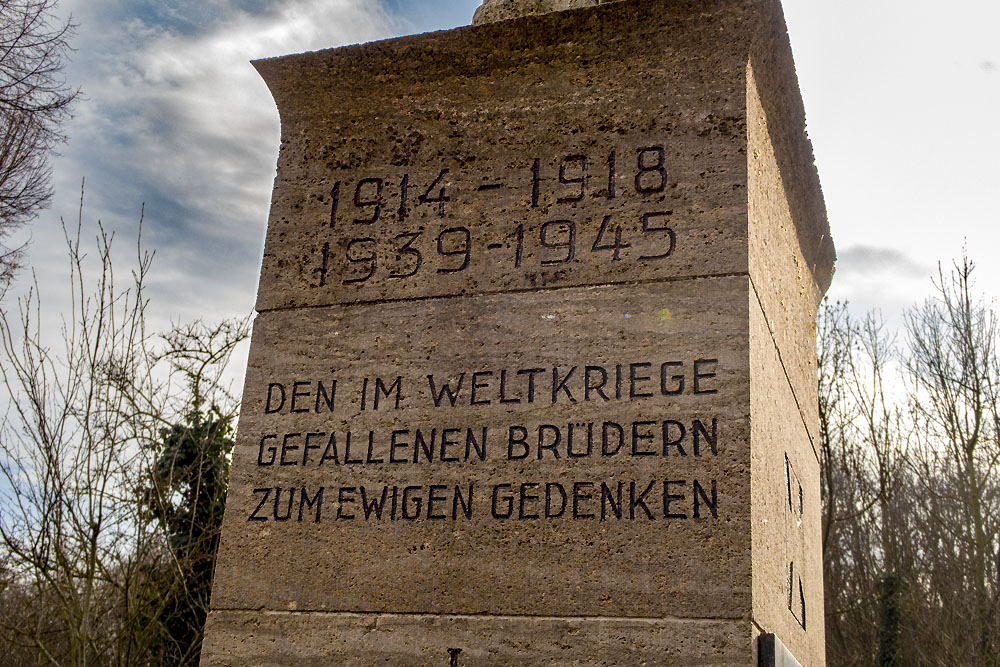 1914 - 1918
1939 - 1945
DEN IM WELTKRIEGE
GEFALLENEN BRÜDERN
ZUM EWIGEN GEDENKEN